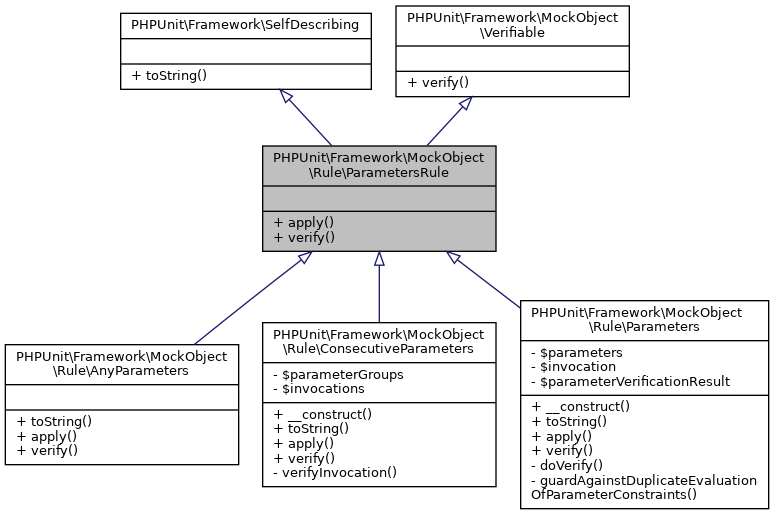 PHPUnit\Framework\SelfDescribing
+ toString()
PHPUnit\Framework\MockObject
\Verifiable
+ verify()
PHPUnit\Framework\MockObject
\Rule\ParametersRule
+ apply()
+ verify()
PHPUnit\Framework\MockObject
\Rule\AnyParameters
+ toString()
+ apply()
+ verify()
PHPUnit\Framework\MockObject
\Rule\ConsecutiveParameters
- $parameterGroups
- $invocations
+ __construct()
+ toString()
+ apply()
+ verify()
- verifyInvocation()
PHPUnit\Framework\MockObject
\Rule\Parameters
- $parameters
- $invocation
- $parameterVerificationResult
+ __construct()
+ toString()
+ apply()
+ verify()
- doVerify()
- guardAgainstDuplicateEvaluation
OfParameterConstraints()